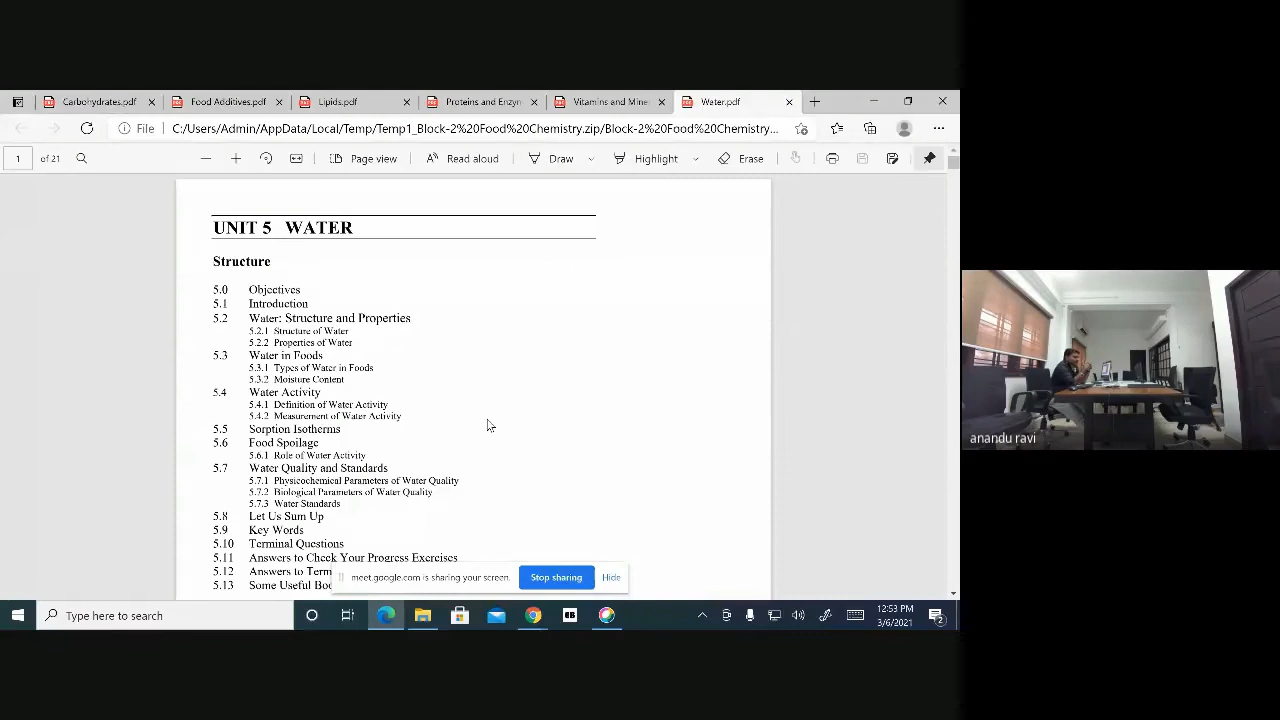 Carbohydrates.pdf
Food Additives.pdf
Lipids.pdf
Proteins and Enzyn
Vitamins and Mine
Water.pdf
File
C:/Users/Admin/AppData/Local/Temp/Temp1_Block-2%20Food%20Chemistry.zip/Block-2%20Food%20Chemistry...
1 of 21
Page view
Read aloud
Draw
Highlight
Erase
UNIT 5 WATER
Structure
5.0 Objectives
5.1 Introduction
5.2 Water: Structure and Properties
5.2.1 Structure of Water
5.2.2 Properties of Water
5.3 Water in Foods
5.3.1 Types of Water in Foods
5.3.2 Moisture Content
5.4 Water Activity
5.4.1 Definition of Water Activity
5.4.2 Measurement of Water Activity
5.5 Sorption Isotherms
5.6 Food Spoilage
5.6.1 Role of Water Activity
5.7 Water Quality and Standards
5.7.1 Physicochemical Parameters of Water Quality
5.7.2 Biological Parameters of Water Quality
5.7.3 Water Standards
5.8 Let Us Sum Up
5.9 Key Words
5.10 Terminal Questions
5.11 Answers to Check Your Progress Exercises
5.12 Answers to Term
5.13 Some Useful Boo
meet.google.com is sharing your screen.
Stop sharing
Hide
anandu ravi
Type here to search
12:53 PM
3/6/2021
2